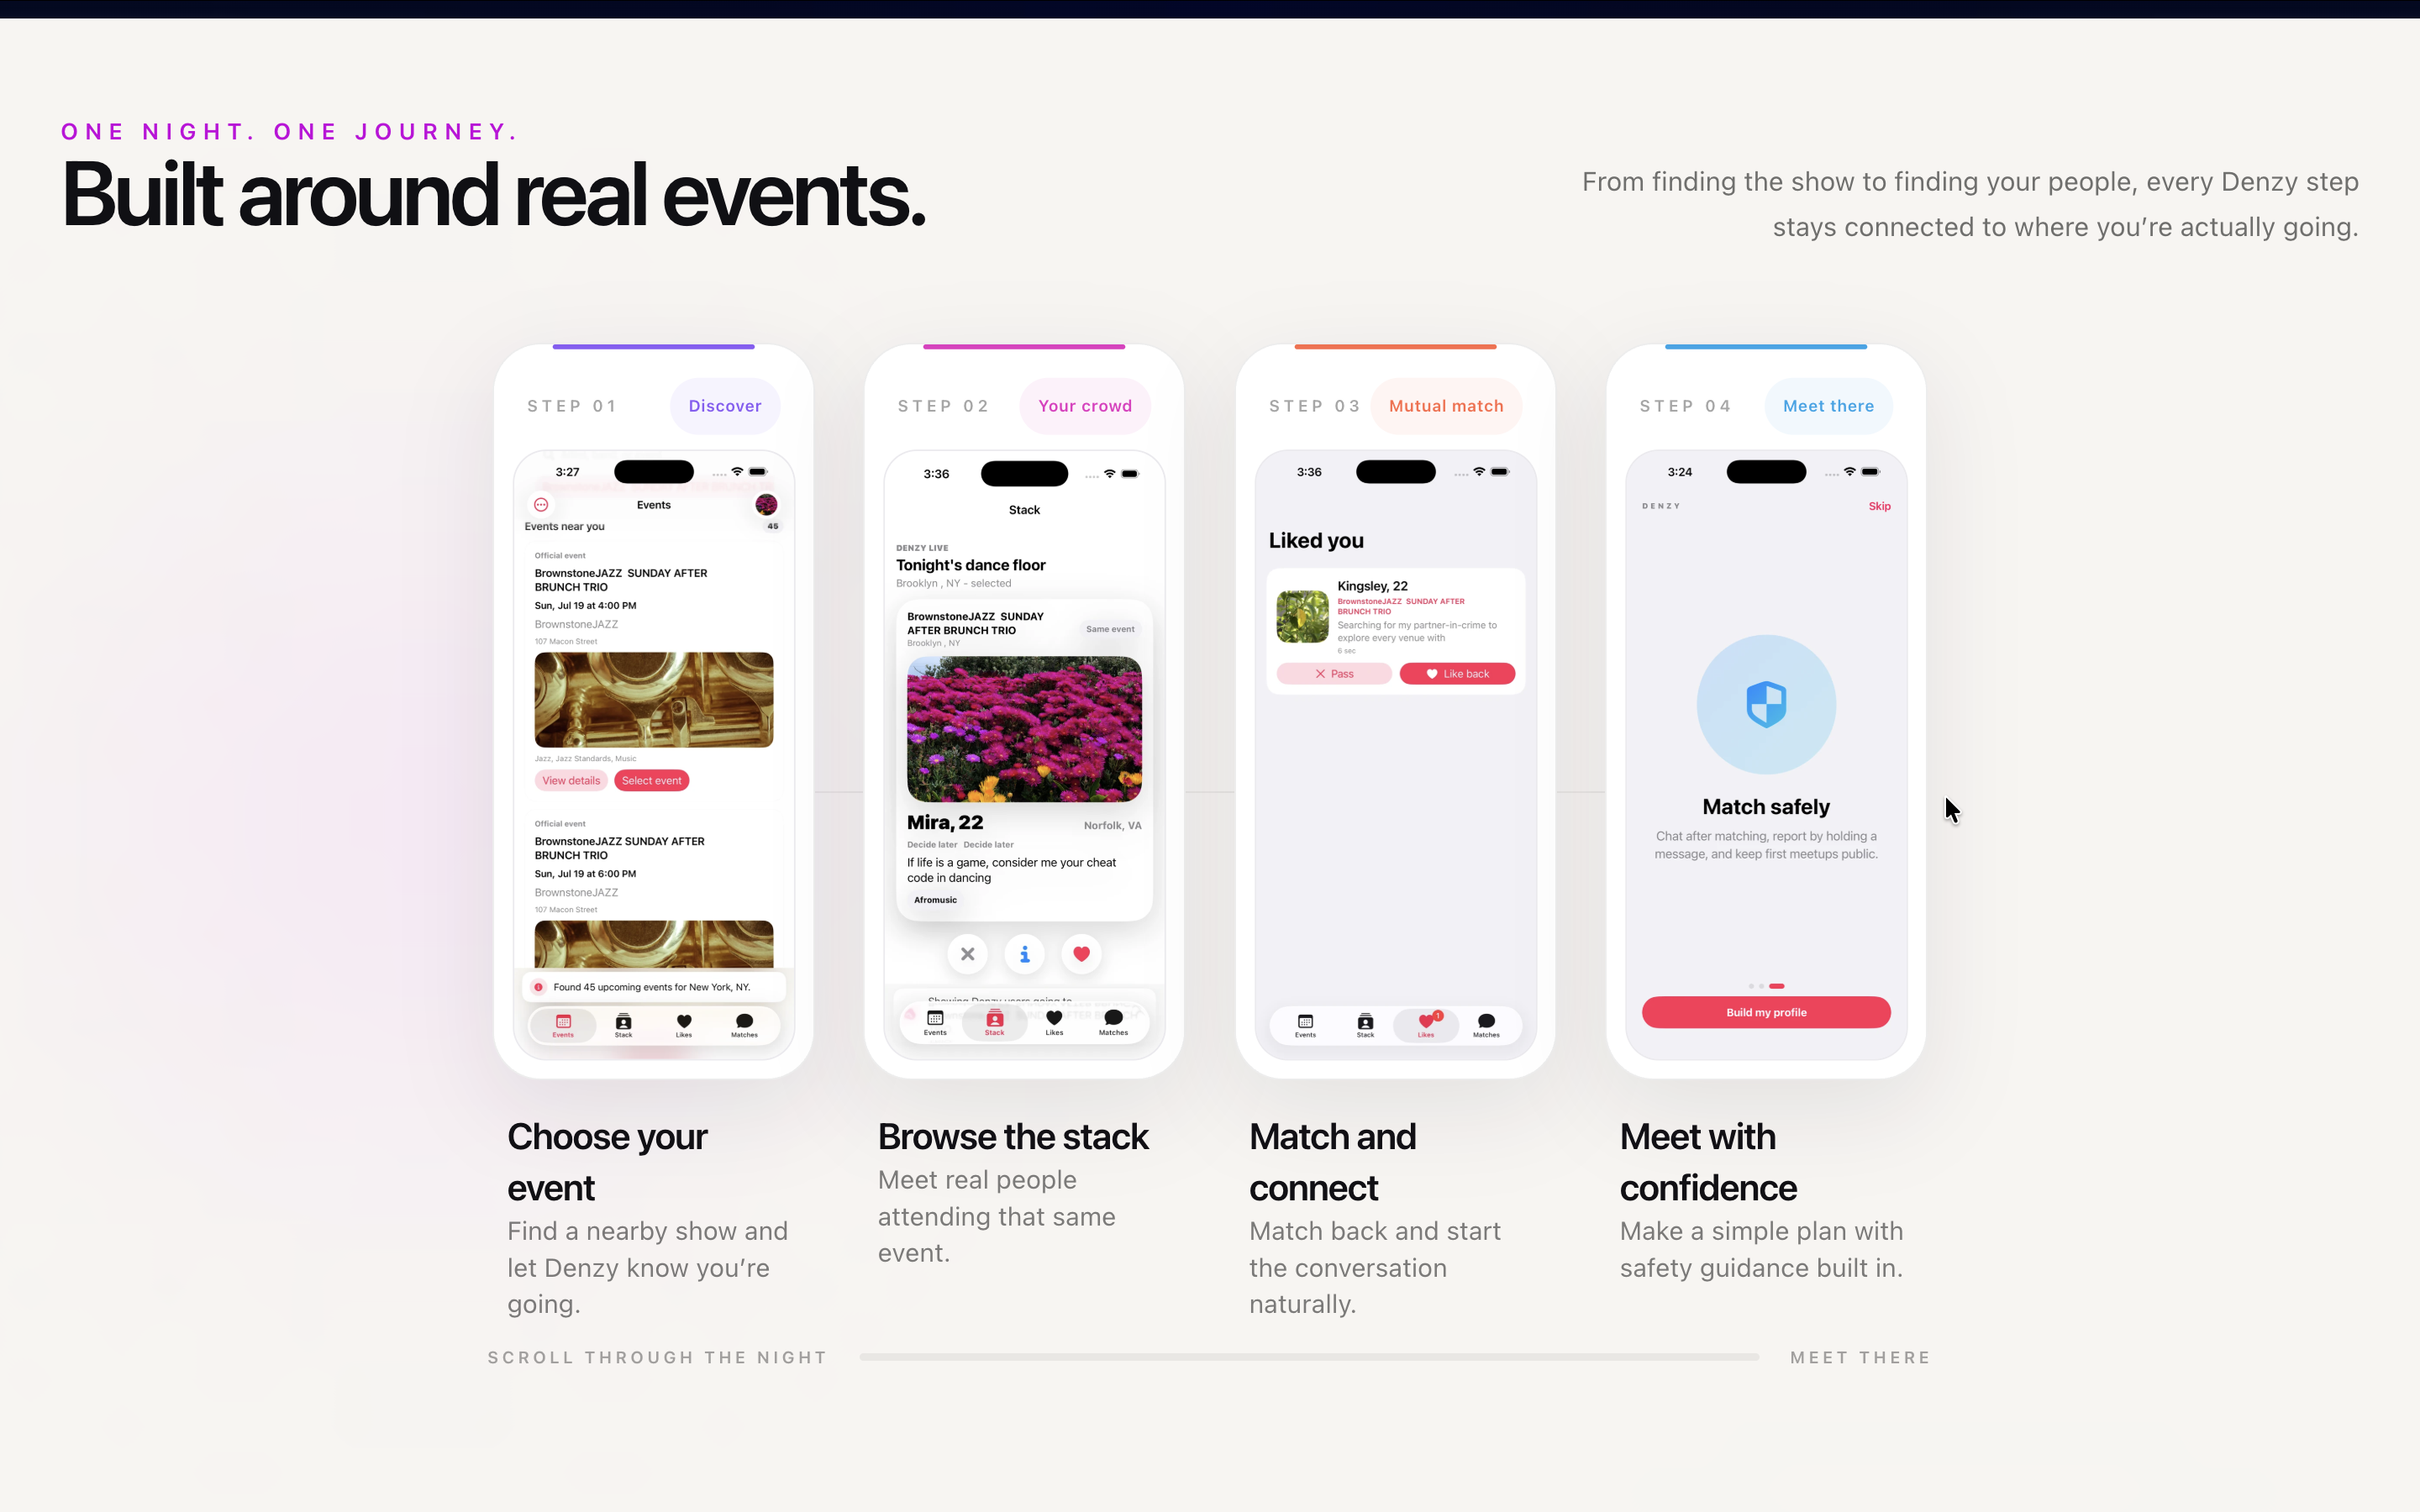 ONE NIGHT. ONE JOURNEY.
Built around real events.
From finding the show to finding your people, every Denzy step
stays connected to where you’re actually going.
STEP 01
Discover
3:27
Events
Events near you
45
Official event
BrownstoneJAZZ SUNDAY AFTER
BRUNCH TRIO
Sun, Jul 19 at 4:00 PM
BrownstoneJAZZ
107 Macon Street
Jazz, Jazz Standards, Music
View details
Select event
Official event
BrownstoneJAZZ SUNDAY AFTER
BRUNCH TRIO
Sun, Jul 19 at 6:00 PM
BrownstoneJAZZ
107 Macon Street
Found 45 upcoming events for New York, NY.
Events
Stack
Likes
Matches
Choose your
event
Find a nearby show and
let Denzy know you’re
going.
STEP 02
Your crowd
3:36
Stack
DENZY LIVE
Tonight's dance floor
Brooklyn , NY - selected
BrownstoneJAZZ SUNDAY
AFTER BRUNCH TRIO
Brooklyn , NY
Same event
Mira, 22
Norfolk, VA
Decide later Decide later
If life is a game, consider me your cheat
code in dancing
Afromusic
Showing Denzy users going to
Events
Stack
Likes
Matches
Browse the stack
Meet real people
attending that same
event.
STEP 03
Mutual match
3:36
Liked you
Kingsley, 22
BrownstoneJAZZ SUNDAY AFTER
BRUNCH TRIO
Searching for my partner-in-crime to
explore every venue with
6 sec
Pass
Like back
Events
Stack
1
Likes
Matches
Match and
connect
Match back and start
the conversation
naturally.
STEP 04
Meet there
3:24
DENZY
Skip
Match safely
Chat after matching, report by holding a
message, and keep first meetups public.
Build my profile
Meet with
confidence
Make a simple plan with
safety guidance built in.
SCROLL THROUGH THE NIGHT
MEET THERE